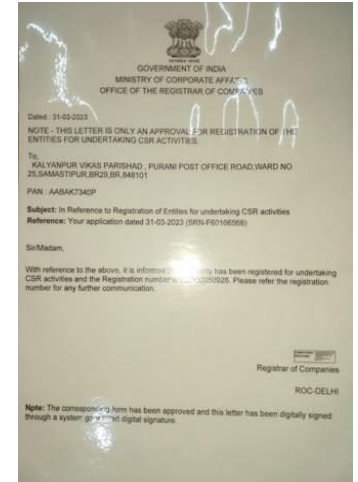 GOVERNMENT OF INDIA
MINISTRY OF CORPORATE AFFAIRS
OFFICE OF THE REGISTRAR OF COMPANIES
Dated : 31-03-2023
NOTE - THIS LETTER IS ONLY AN APPROVAL FOR REGISTRATION OF THE
ENTITIES FOR UNDERTAKING CSR ACTIVITIES.
To,
KALYANPUR VIKAS PARISHAD , PURANI POST OFFICE ROAD,WARD NO
25,SAMASTIPUR,BR29,BR,848101
PAN : AABAK7340P
Subject: In Reference to Registration of Entities for undertaking CSR activities
Reference: Your application dated 31-03-2023 (SRN-F60106566)
Sir/Madam,
With reference to the above, it is informed has been registered for undertaking
CSR activities and the Registration number is Please refer the registration
number for any further communication.
Registrar of Companies
ROC-DELHI
Note: The corresponding form has been approved and this letter has been digitally signed
through a system generated digital signature.